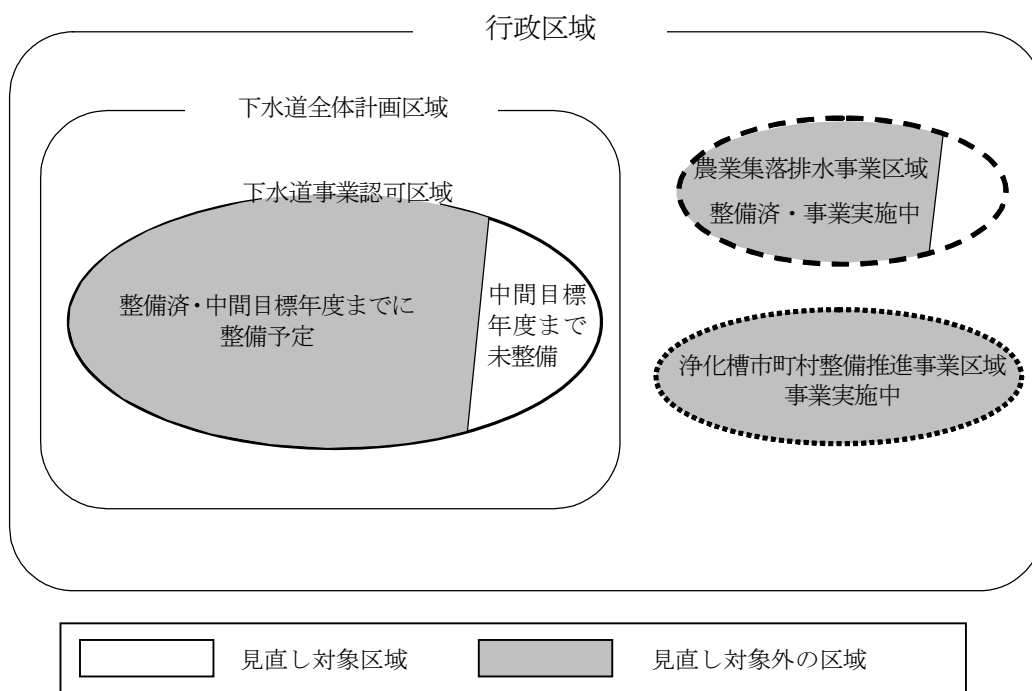 行政区域
下水道全体計画区域
下水道事業認可区域
整備済・中間目標年度までに
整備予定
中間目標
年度まで
未整備
農業集落排水事業区域
整備済・事業実施中
浄化槽市町村整備推進事業区域
事業実施中
見直し対象区域
見直し対象外の区域